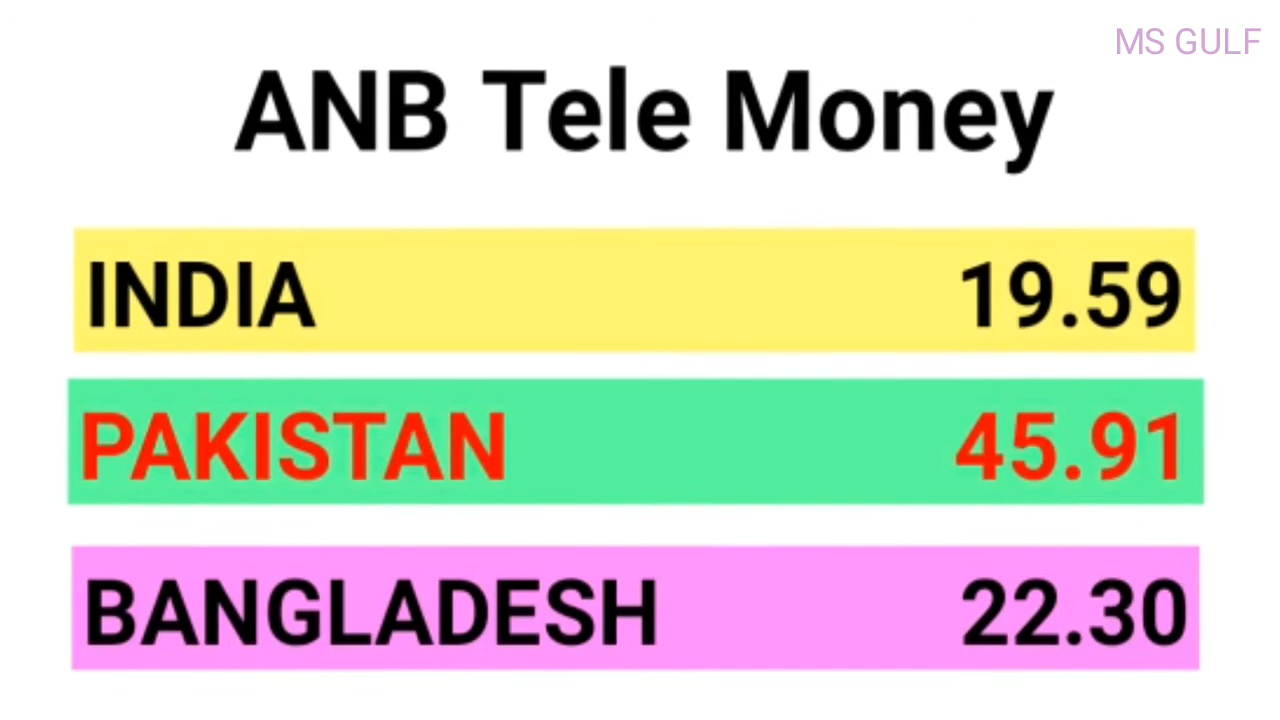 MS GULF
ANB Tele Money
INDIA 19.59
PAKISTAN 45.91
BANGLADESH 22.30